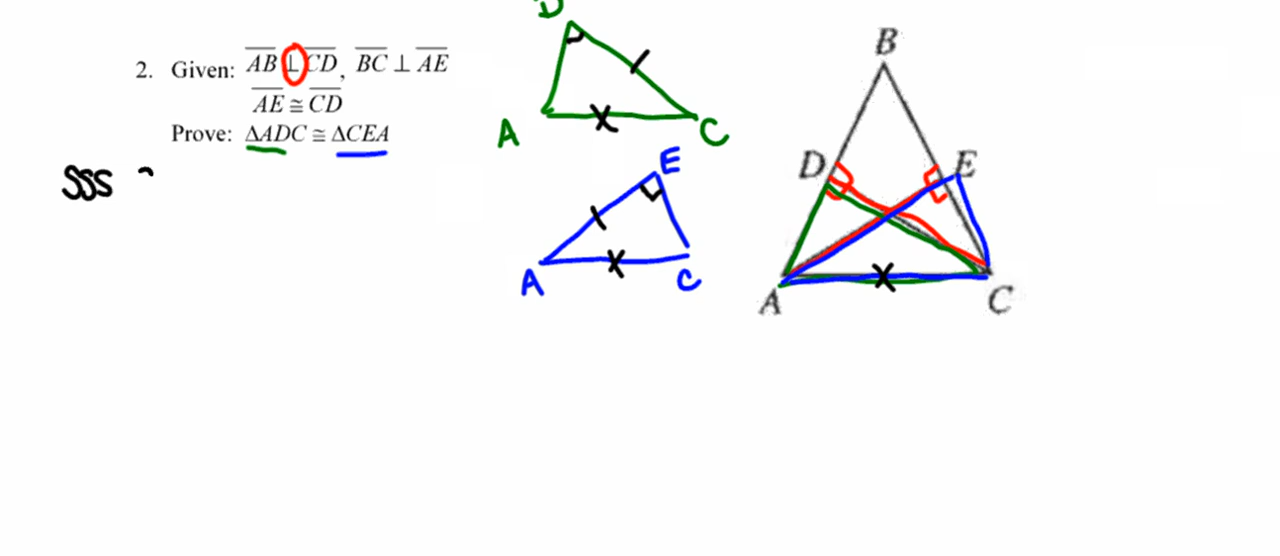 2. Given: AB ⊥ CD, BC ⊥ AE
AE ≅ CD
Prove: ΔADC ≅ ΔCEA
SSS
D
A
C
E
A
C
B
D
E
A
C